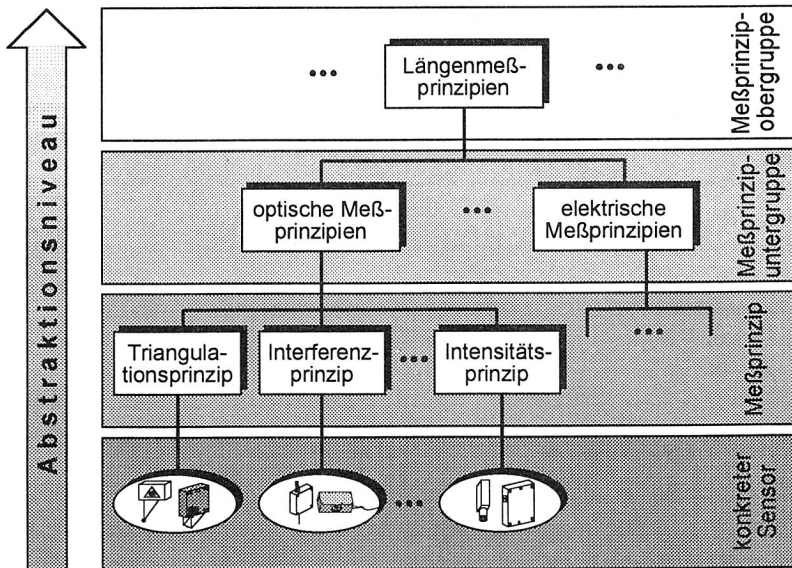 Abstraktionsniveau
... Längenmeß-
prinzipien ...
Meßprinzip-
obergruppe
optische Meß-
prinzipien
...
elektrische
Meßprinzipien
Meßprinzip-
untergruppe
Triangula-
tionsprinzip
Interferenz-
prinzip
...
Intensitäts-
prinzip
...
Meßprinzip
...
konkreter
Sensor